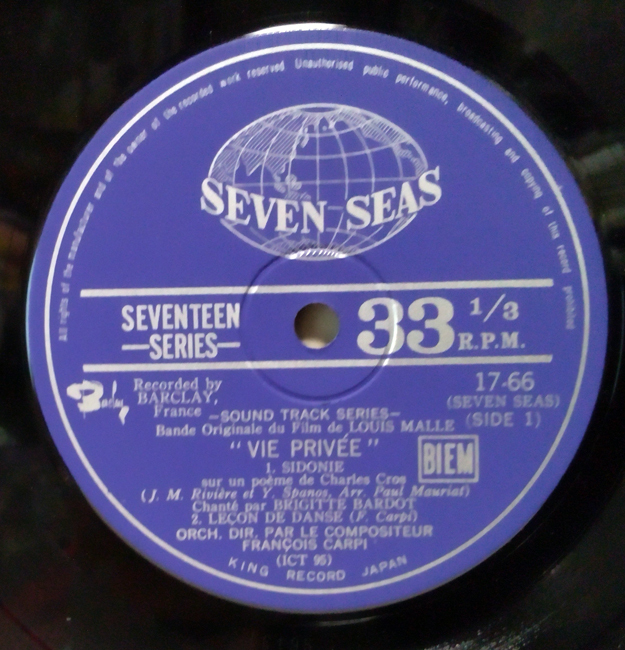 All rights of the manufacturer and of the owner of the recorded work reserved Unauthorised public performance, broadcasting and copying of this record prohibited
SEVEN SEAS
SEVENTEEN
—SERIES—
33 1/3
R.P.M.
Recorded by
BARCLAY,
France
17-66
(SEVEN SEAS)
(SIDE 1)
—SOUND TRACK SERIES—
Bande Originale du Film de LOUIS MALLE
"VIE PRIVÉE"
BIEM
1. SIDONIE
sur un poème de Charles Cros
(J. M. Rivière et Y. Spanos, Arr. Paul Mauriat)
Chanté par BRIGITTE BARDOT
2. LEÇON DE DANSE (F. Carpi)
ORCH. DIR. PAR LE COMPOSITEUR
FRANÇOIS CARPI
(ICT 95)
KING RECORD JAPAN